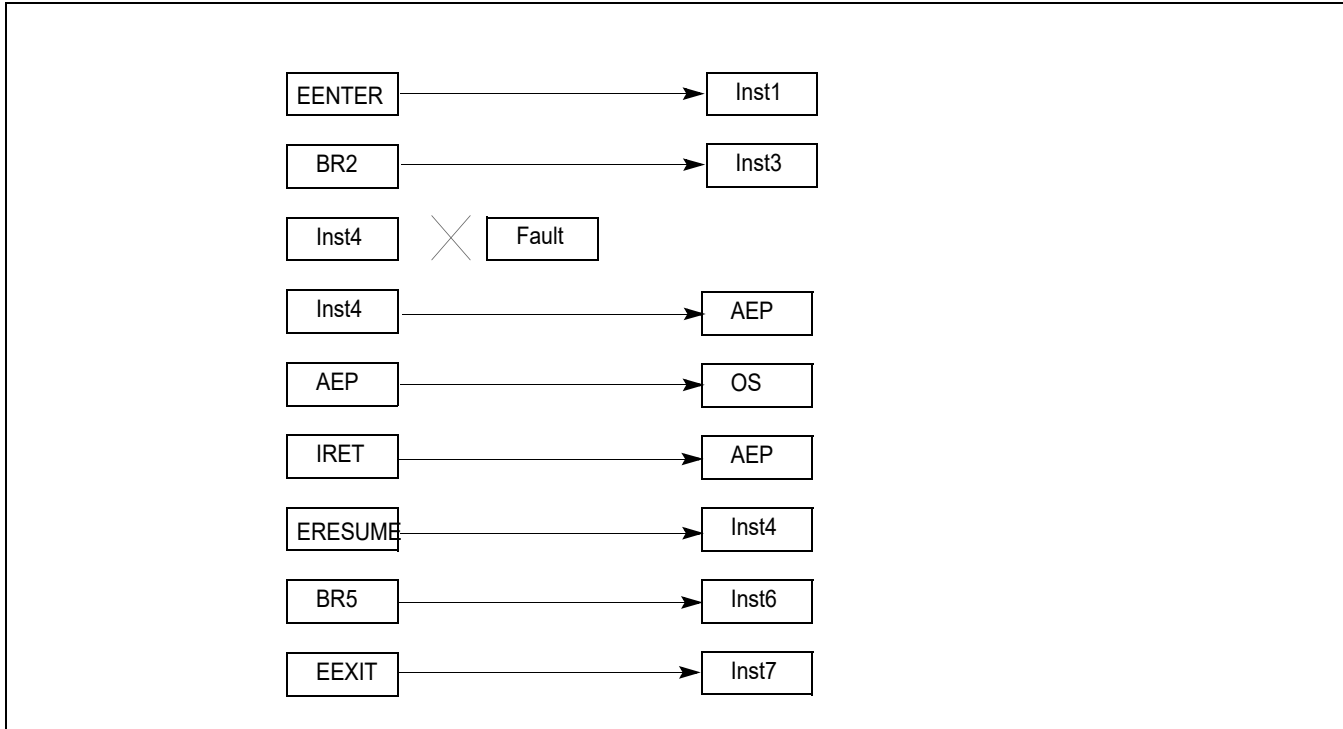 EENTER Inst1
BR2 Inst3
Inst4 Fault
Inst4 AEP
AEP OS
IRET AEP
ERESUME Inst4
BR5 Inst6
EEXIT Inst7